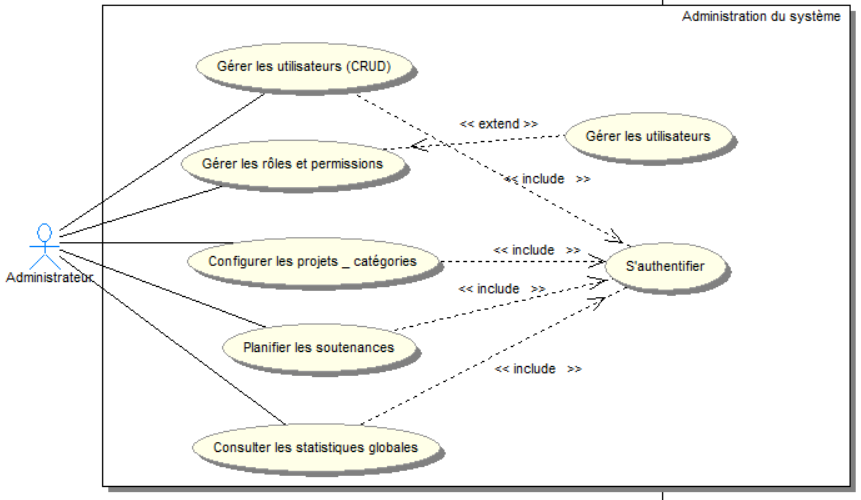 Administration du système
Gérer les utilisateurs (CRUD)
<< extend >>
Gérer les utilisateurs
Gérer les rôles et permissions
<< include >>
Administrateur
Configurer les projets _ catégories
<< include >>
S'authentifier
<< include >>
Planifier les soutenances
<< include >>
Consulter les statistiques globales